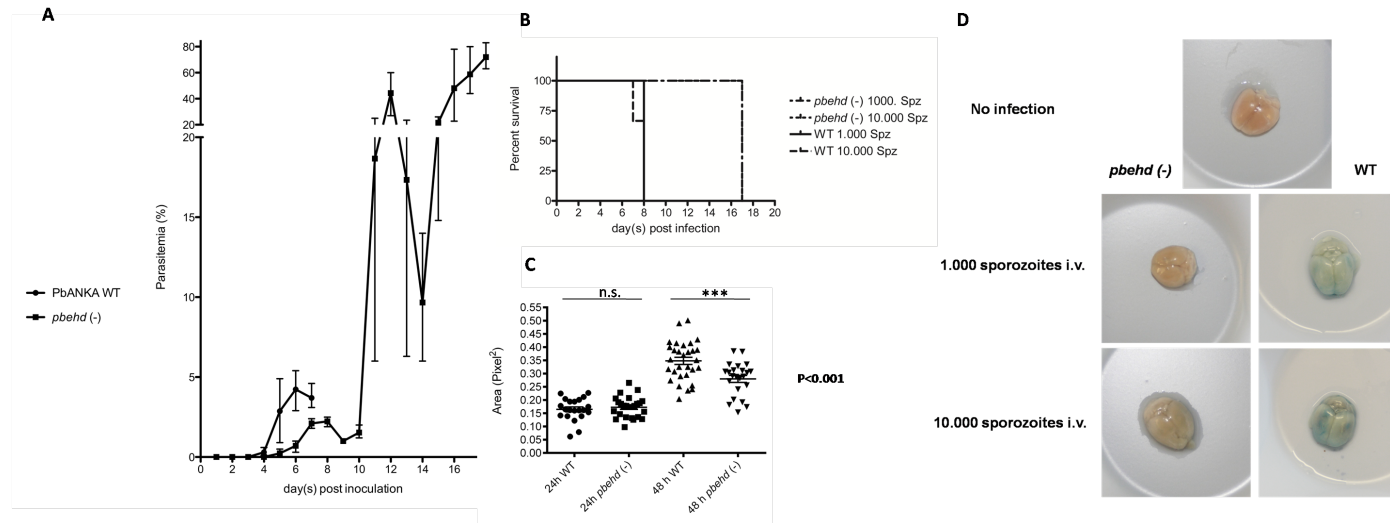 A
80
60
40
20
20
15
10
5
0
Parasitemia (%)
0 2 4 6 8 10 12 14 16
day(s) post inoculation
PbANKA WT
pbehd (-)
B
100
75
50
25
0
Percent survival
0 2 4 6 8 10 12 14 16 18 20
day(s) post infection
pbehd (-) 1000. Spz
pbehd (-) 10.000 Spz
WT 1.000 Spz
WT 10.000 Spz
C
n.s. ***
0.55
0.50
0.45
0.40
0.35
0.30
0.25
0.20
0.15
0.10
0.05
0.00
Area (Pixel²)
24h WT
24h pbehd (-)
48 h WT
48 h pbehd (-)
P<0.001
D
No infection
pbehd (-) WT
1.000 sporozoites i.v.
10.000 sporozoites i.v.